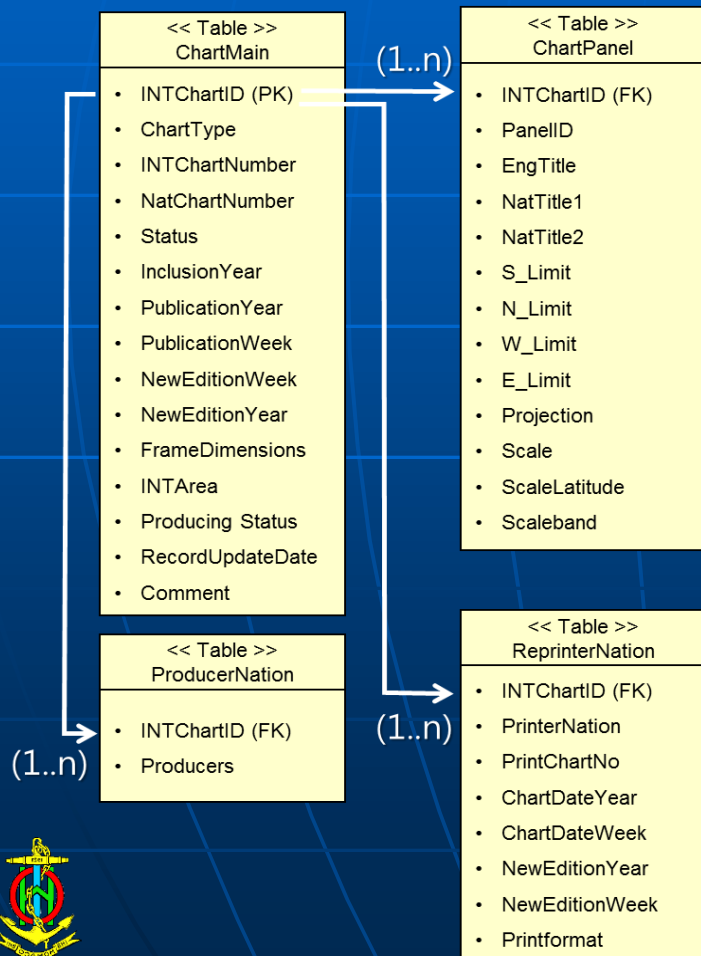 << Table >>
ChartMain
• INTChartID (PK)
• ChartType
• INTChartNumber
• NatChartNumber
• Status
• InclusionYear
• PublicationYear
• PublicationWeek
• NewEditionWeek
• NewEditionYear
• FrameDimensions
• INTArea
• Producing Status
• RecordUpdateDate
• Comment
(1..n)
<< Table >>
ChartPanel
• INTChartID (FK)
• PanelID
• EngTitle
• NatTitle1
• NatTitle2
• S_Limit
• N_Limit
• W_Limit
• E_Limit
• Projection
• Scale
• ScaleLatitude
• Scaleband
<< Table >>
ProducerNation
• INTChartID (FK)
• Producers
(1..n)
(1..n)
<< Table >>
ReprinterNation
• INTChartID (FK)
• PrinterNation
• PrintChartNo
• ChartDateYear
• ChartDateWeek
• NewEditionYear
• NewEditionWeek
• Printformat